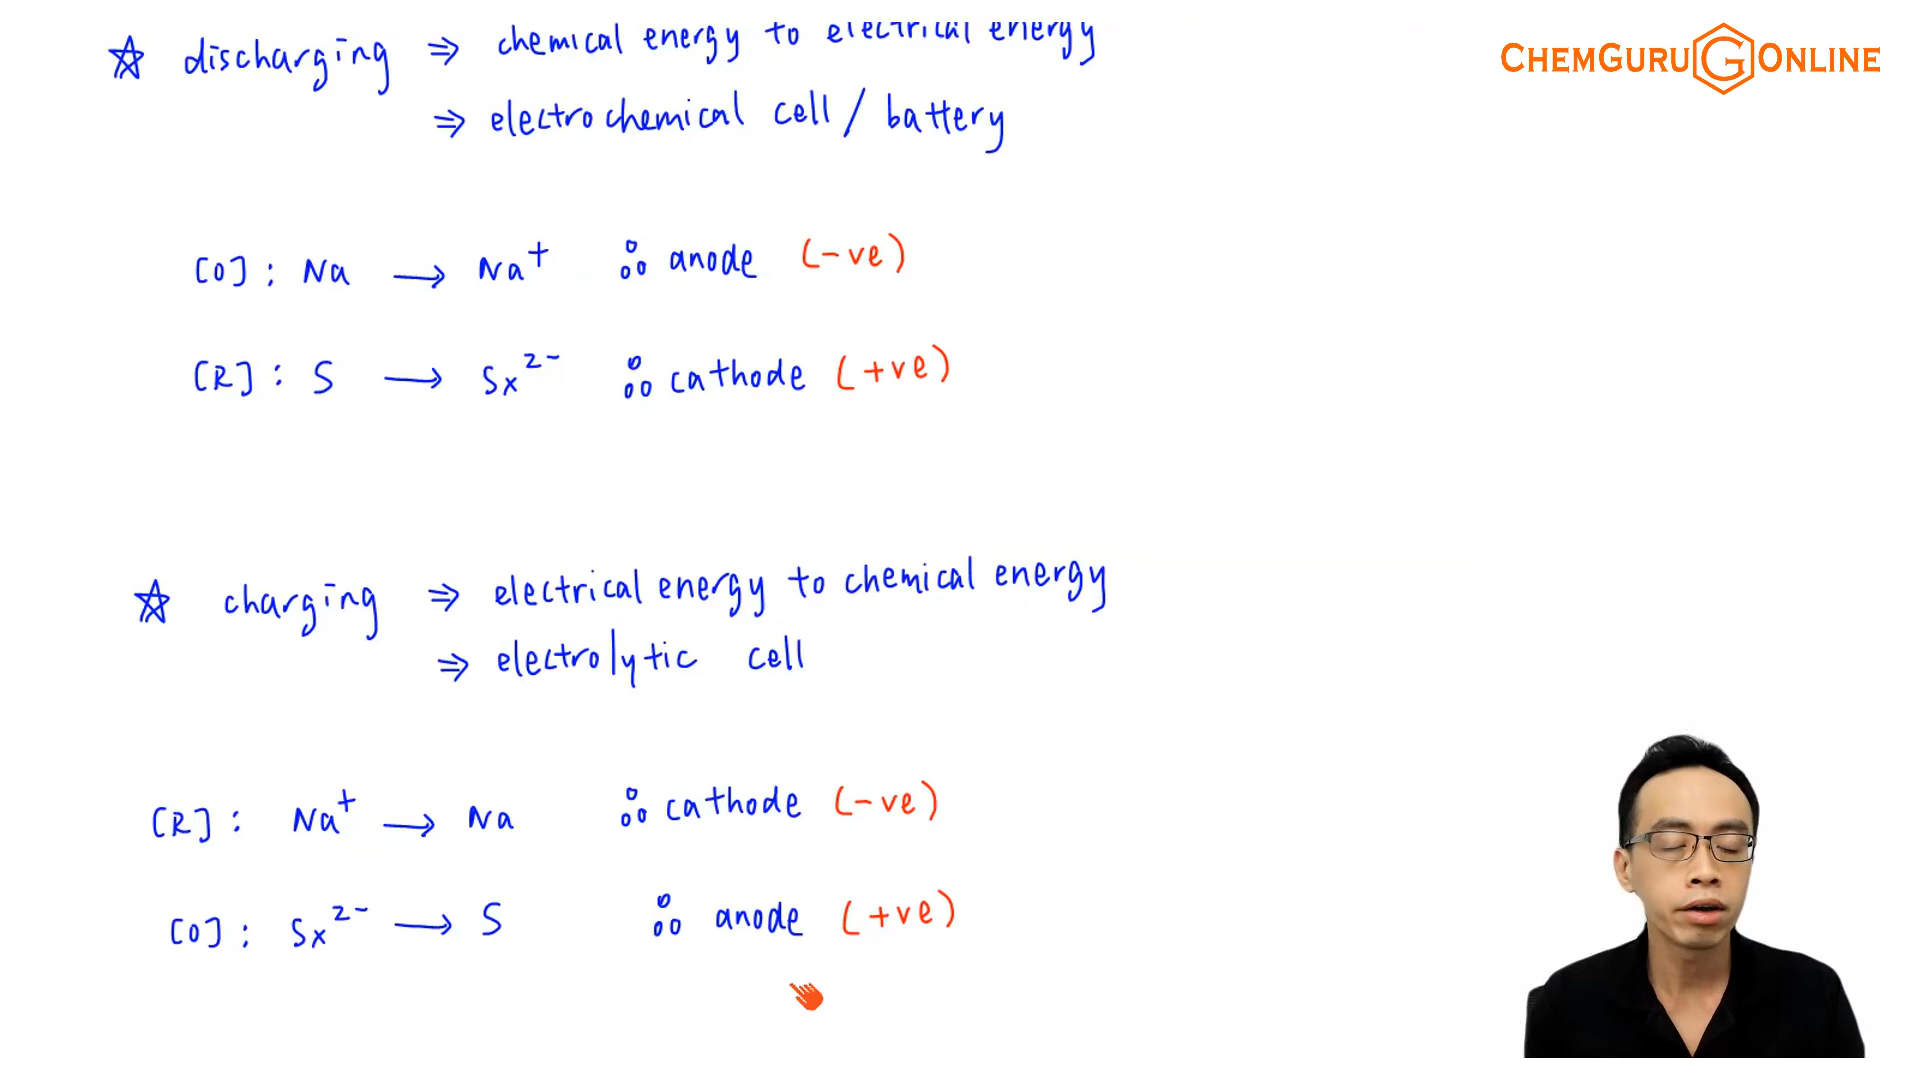 ☆ discharging ⇒ chemical energy to electrical energy
⇒ electrochemical cell / battery
CHEMGURU G ONLINE
[O] : Na → Na⁺ ∴ anode (-ve)
[R] : S → Sx²⁻ ∴ cathode (+ve)
☆ charging ⇒ electrical energy to chemical energy
⇒ electrolytic cell
[R] : Na⁺ → Na ∴ cathode (-ve)
[O] : Sx²⁻ → S ∴ anode (+ve)